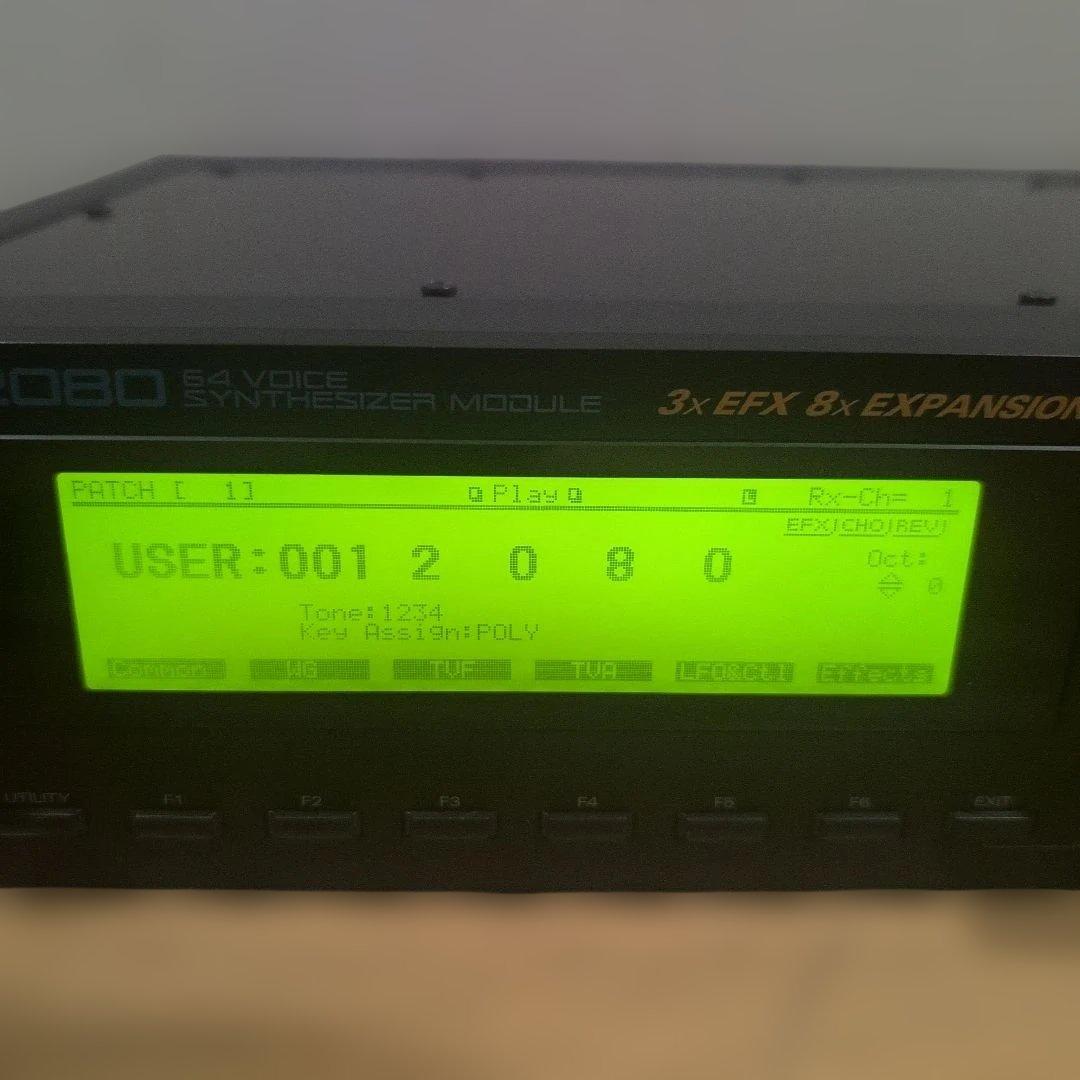 2080 64 VOICE
SYNTHESIZER MODULE
3x EFX 8x EXPANSION
PATCH [ 1] Play Rx-Ch= 1
EFX|CHO|REV|
USER:001 2 0 8 0
Oct:
0
Tone:1234
Key Assign:POLY
Common WG TVF TVA LFO&Ctl Effects
UTILITY F1 F2 F3 F4 F5 F6 EXIT